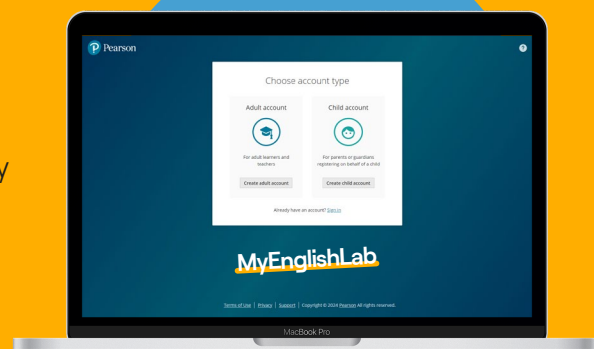 Pearson
?
Choose account type
Adult account
Child account
For adult learners and
teachers
For parents or guardians
registering on behalf of a child
Create adult account
Create child account
Already have an account? Sign in
MyEnglishLab
Terms of Use | Privacy | Support | Copyright © 2024 Pearson All rights reserved.
MacBook Pro
y